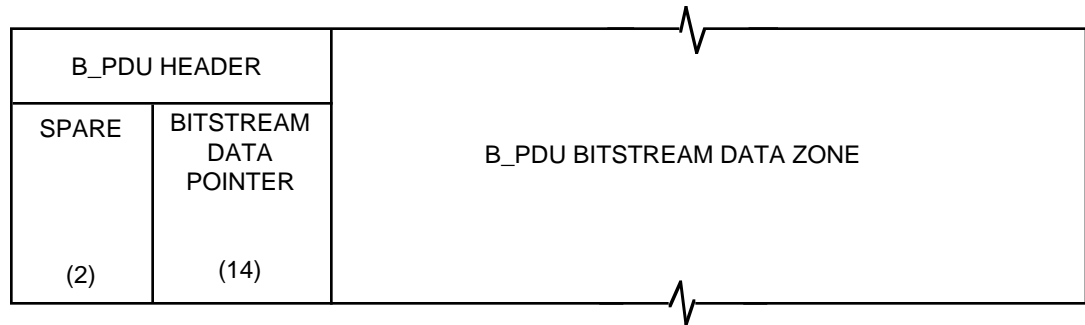 B_PDU HEADER
SPARE
(2)
BITSTREAM
DATA
POINTER
(14)
B_PDU BITSTREAM DATA ZONE